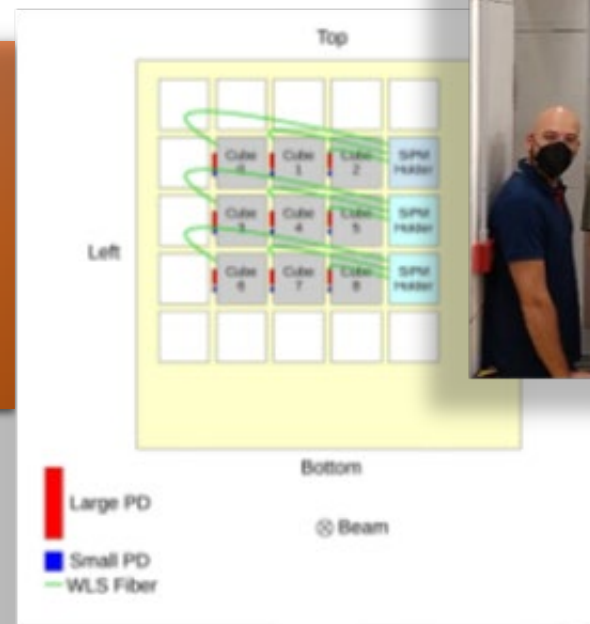 Top
Cube
0
Cube
1
Cube
2
SiPM
Holder
Cube
3
Cube
4
Cube
5
SiPM
Holder
Left
Cube
6
Cube
7
Cube
8
SiPM
Holder
Bottom
Large PD
⊗ Beam
Small PD
WLS Fiber